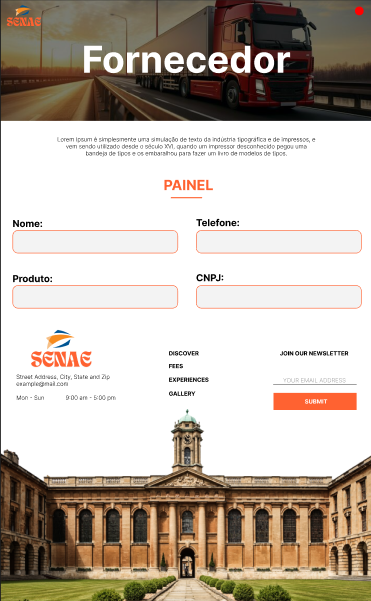 SENAE
Fornecedor
Lorem Ipsum é simplesmente uma simulação de texto da indústria tipográfica e de impressos, e
vem sendo utilizado desde o século XVI, quando um impressor desconhecido pegou uma
bandeja de tipos e os embaralhou para fazer um livro de modelos de tipos.
PAINEL
Nome:
Telefone:
Produto:
CNPJ:
SENAE
Street Address, City, State and Zip
example@mail.com
Mon - Sun 9:00 am - 5:00 pm
DISCOVER
FEES
EXPERIENCES
GALLERY
JOIN OUR NEWSLETTER
YOUR EMAIL ADDRESS
SUBMIT